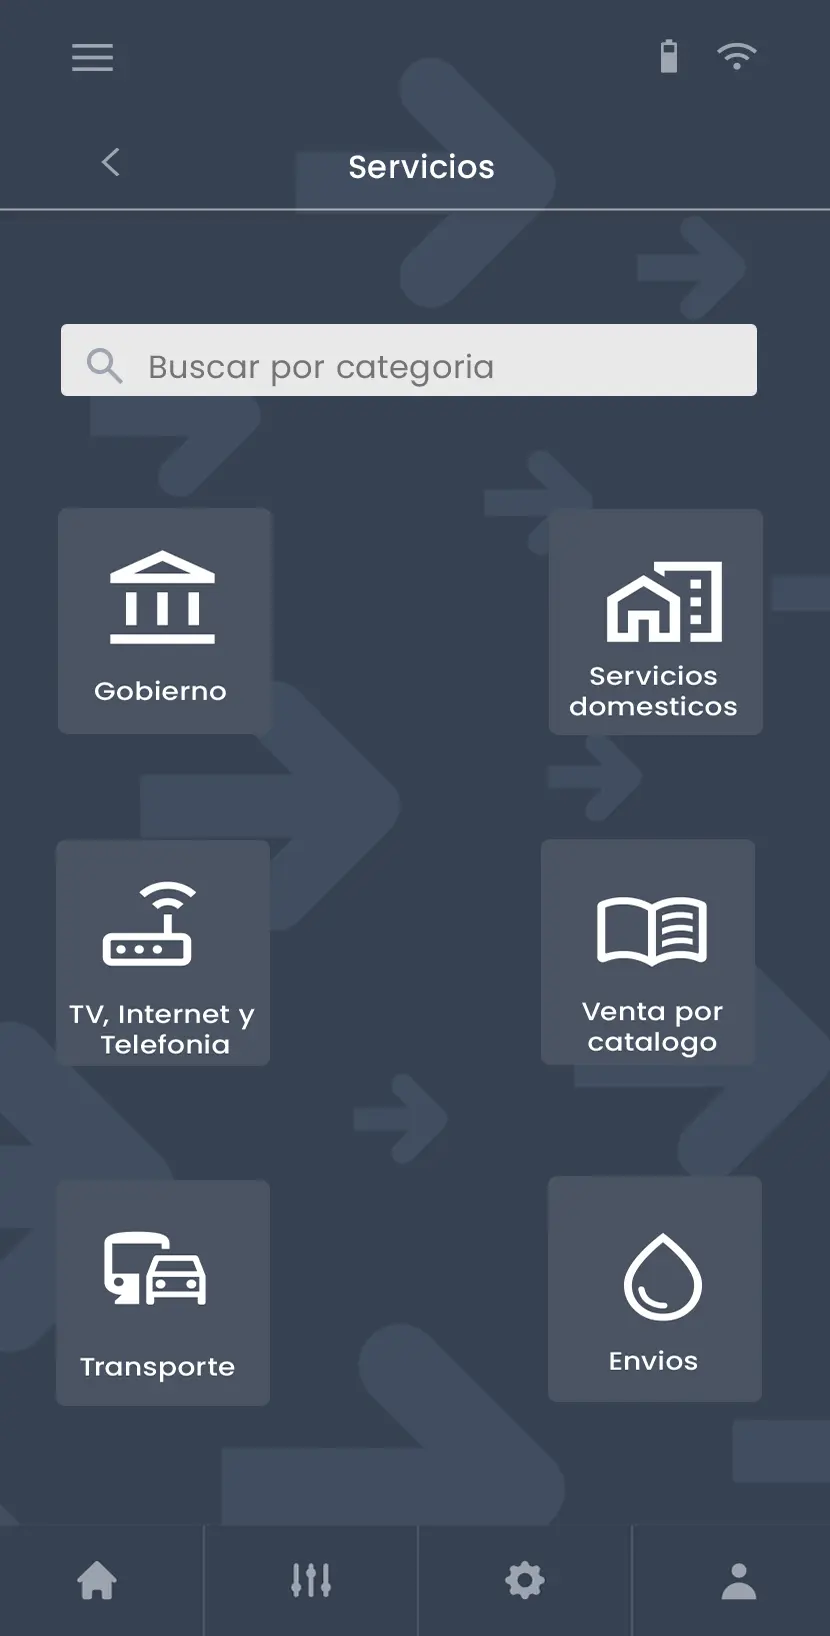 Servicios
Buscar por categoria
Gobierno
Servicios
domesticos
TV, Internet y
Telefonia
Venta por
catalogo
Transporte
Envios